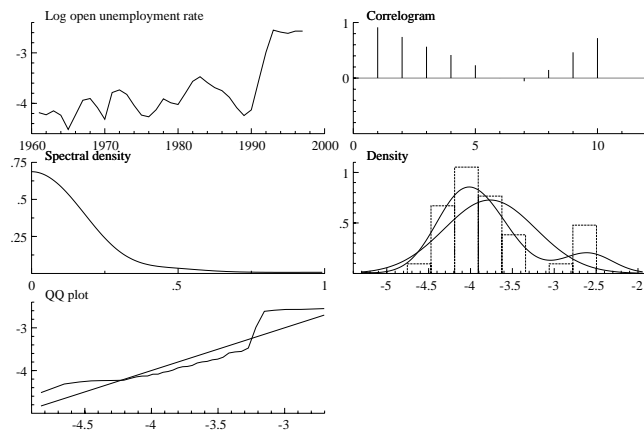 Log open unemployment rate
-3
-4
1960 1970 1980 1990 2000
Correlogram
1
0
0 5 10
Spectral density
.75
.5
.25
0 .5 1
Density
1
.5
-5 -4.5 -4 -3.5 -3 -2.5 -2
QQ plot
-3
-4
-4.5 -4 -3.5 -3